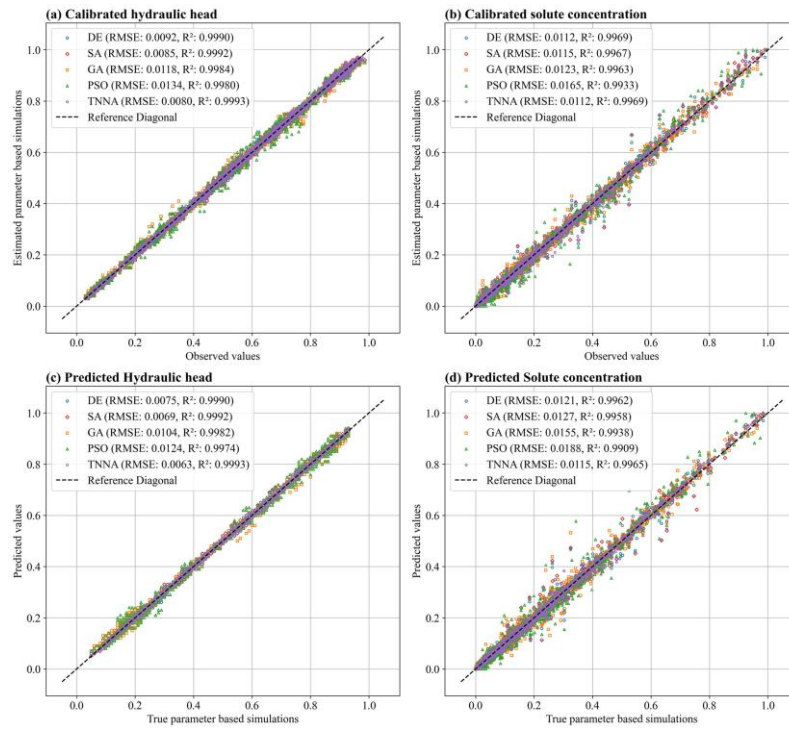 (a) Calibrated hydraulic head
DE (RMSE: 0.0092, R²: 0.9990)
SA (RMSE: 0.0085, R²: 0.9992)
GA (RMSE: 0.0118, R²: 0.9984)
PSO (RMSE: 0.0134, R²: 0.9980)
TNNA (RMSE: 0.0080, R²: 0.9993)
Reference Diagonal
Estimated parameter based simulations
1.0
0.8
0.6
0.4
0.2
0.0
0.0 0.2 0.4 0.6 0.8 1.0
Observed values
(b) Calibrated solute concentration
DE (RMSE: 0.0112, R²: 0.9969)
SA (RMSE: 0.0115, R²: 0.9967)
GA (RMSE: 0.0123, R²: 0.9963)
PSO (RMSE: 0.0165, R²: 0.9933)
TNNA (RMSE: 0.0112, R²: 0.9969)
Reference Diagonal
Estimated parameter based simulations
1.0
0.8
0.6
0.4
0.2
0.0
0.0 0.2 0.4 0.6 0.8 1.0
Observed values
(c) Predicted Hydraulic head
DE (RMSE: 0.0075, R²: 0.9990)
SA (RMSE: 0.0069, R²: 0.9992)
GA (RMSE: 0.0104, R²: 0.9982)
PSO (RMSE: 0.0124, R²: 0.9974)
TNNA (RMSE: 0.0063, R²: 0.9993)
Reference Diagonal
Predicted values
1.0
0.8
0.6
0.4
0.2
0.0
0.0 0.2 0.4 0.6 0.8 1.0
True parameter based simulations
(d) Predicted Solute concentration
DE (RMSE: 0.0121, R²: 0.9962)
SA (RMSE: 0.0127, R²: 0.9958)
GA (RMSE: 0.0155, R²: 0.9938)
PSO (RMSE: 0.0188, R²: 0.9909)
TNNA (RMSE: 0.0115, R²: 0.9965)
Reference Diagonal
Predicted values
1.0
0.8
0.6
0.4
0.2
0.0
0.0 0.2 0.4 0.6 0.8 1.0
True parameter based simulations